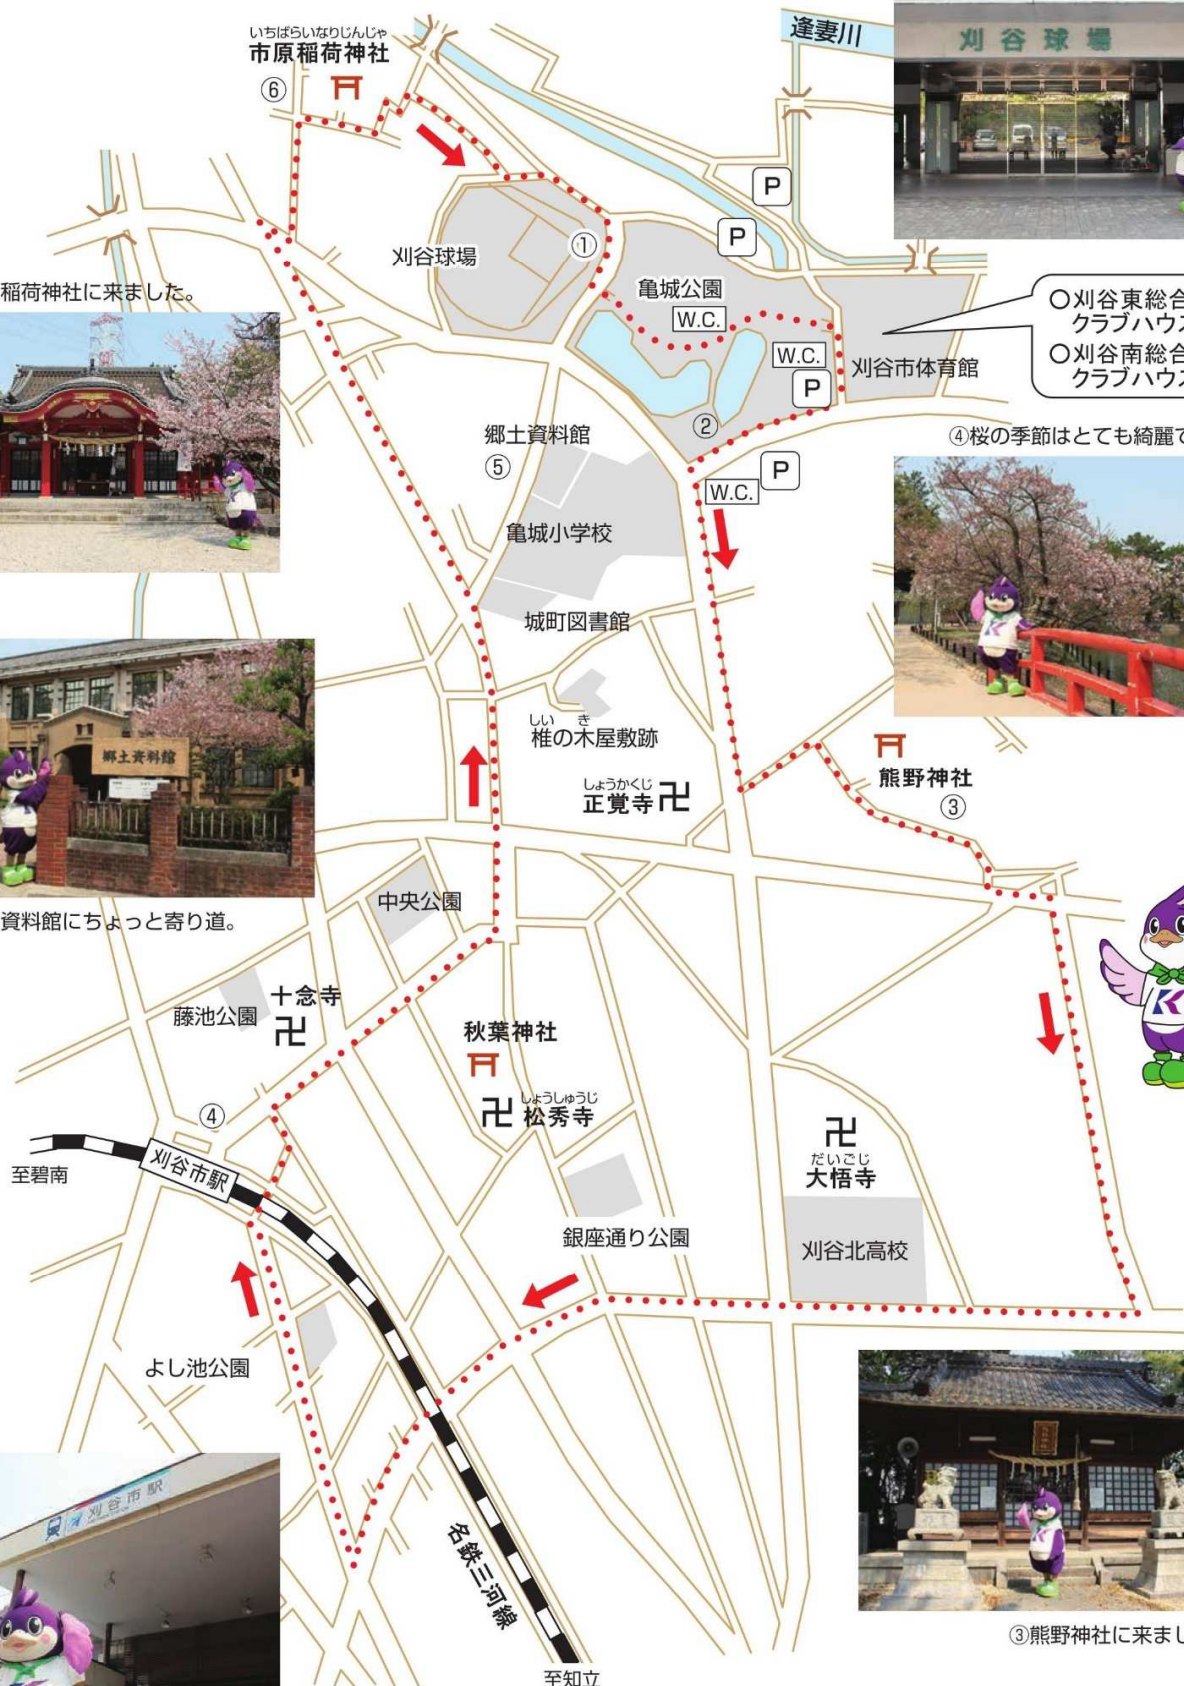 いちばらいなりじんじゃ
市原稲荷神社
⑥
逢妻川
刈谷球場
P
P
①
刈谷球場
亀城公園
W.C.
W.C.
P
刈谷市体育館
〇刈谷東総合
クラブハウス
〇刈谷南総合
クラブハウス
稲荷神社に来ました。
②
郷土資料館
⑤
P
W.C.
④桜の季節はとても綺麗で
亀城小学校
城町図書館
しい き
椎の木屋敷跡
しょうかくじ
正覚寺
熊野神社
③
郷土資料館
資料館にちょっと寄り道。
中央公園
藤池公園
十念寺
秋葉神社
しょうしゅうじ
松秀寺
K
④
刈谷市駅
至碧南
だいごじ
大悟寺
銀座通り公園
刈谷北高校
よし池公園
刈谷市駅
名鉄三河線
至知立
③熊野神社に来まし